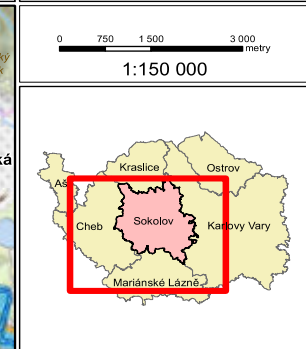 0 750 1 500 3 000
metry
1:150 000
ká
Kraslice
Ostrov
Aš
Cheb
Sokolov
Karlovy Vary
Mariánské Lázně